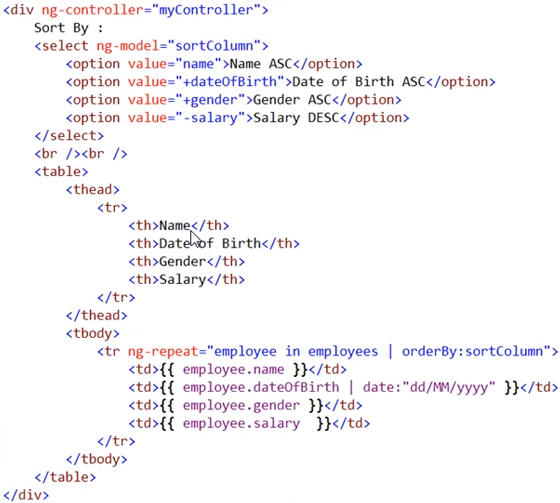 <div ng-controller="myController">
    Sort By :
    <select ng-model="sortColumn">
        <option value="name">Name ASC</option>
        <option value="+dateOfBirth">Date of Birth ASC</option>
        <option value="+gender">Gender ASC</option>
        <option value="-salary">Salary DESC</option>
    </select>
    <br /><br />
    <table>
        <thead>
            <tr>
                <th>Name</th>
                <th>Date of Birth</th>
                <th>Gender</th>
                <th>Salary</th>
            </tr>
        </thead>
        <tbody>
            <tr ng-repeat="employee in employees | orderBy:sortColumn">
                <td>{{ employee.name }}</td>
                <td>{{ employee.dateOfBirth | date:"dd/MM/yyyy" }}</td>
                <td>{{ employee.gender }}</td>
                <td>{{ employee.salary  }}</td>
            </tr>
        </tbody>
    </table>
</div>